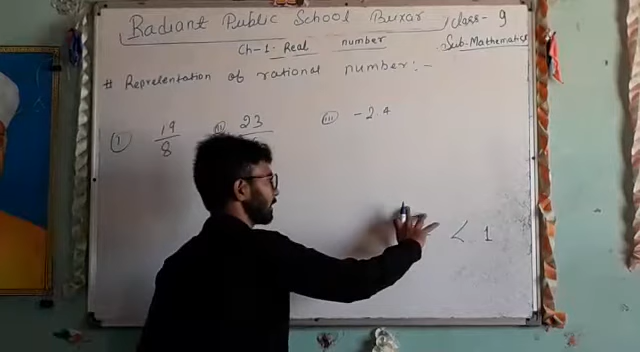 Radiant Public School Buxar, class-9
Ch-1: Real number
Sub-Mathematics
# Reprelentation of rational number:-
(i) 19/8 (ii) 23 (iii) -2.4
< 1